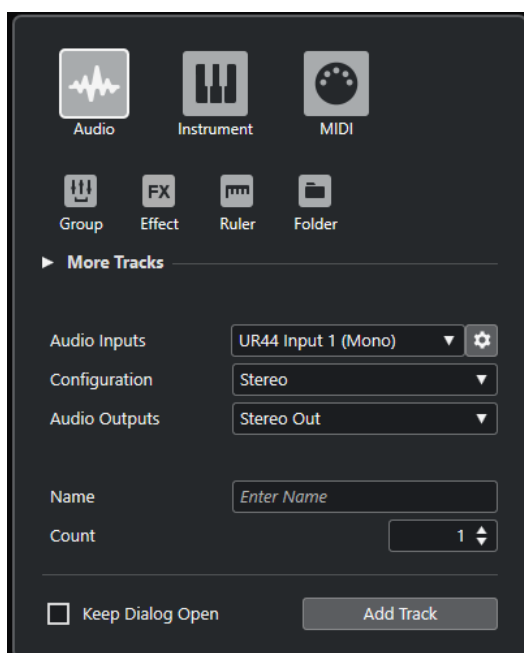 Audio Instrument MIDI
FX
Group Effect Ruler Folder
More Tracks
Audio Inputs UR44 Input 1 (Mono)
Configuration Stereo
Audio Outputs Stereo Out
Name Enter Name
Count 1
Keep Dialog Open Add Track